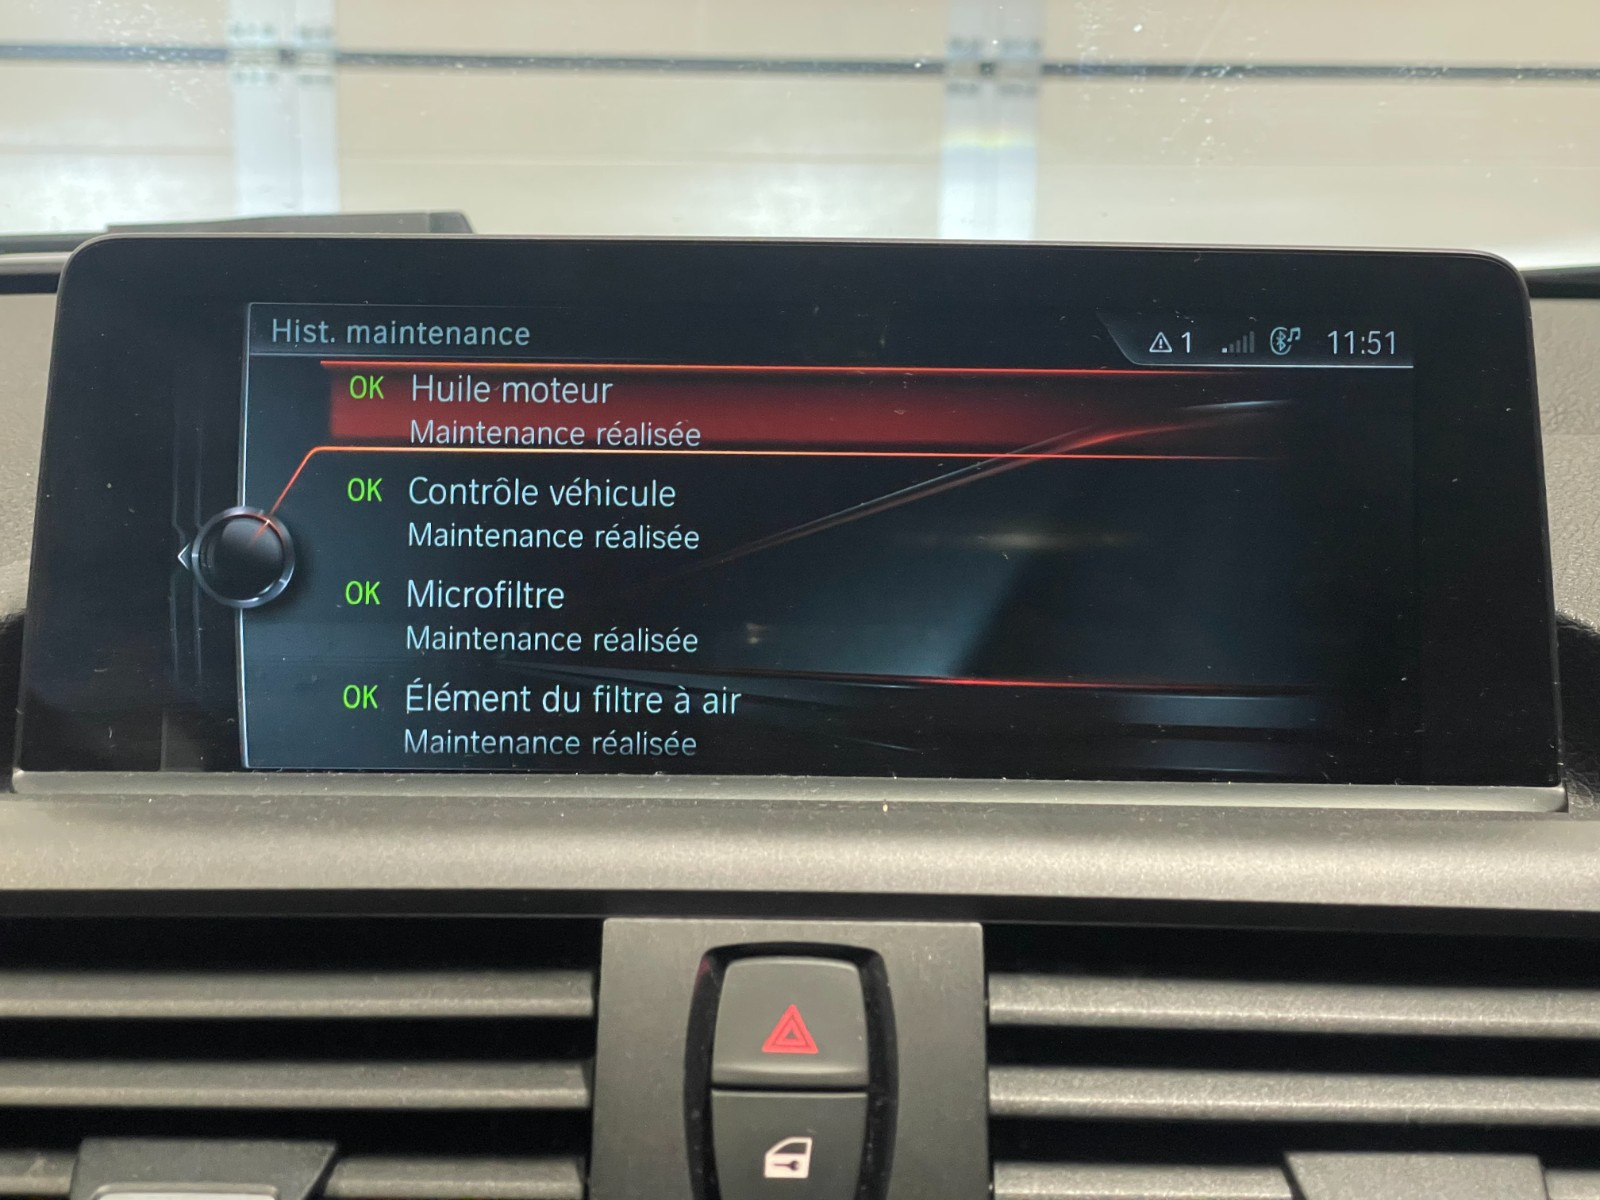 Hist. maintenance
1
11:51
OK Huile moteur
Maintenance réalisée
OK Contrôle véhicule
Maintenance réalisée
OK Microfiltre
Maintenance réalisée
OK Élément du filtre à air
Maintenance réalisée